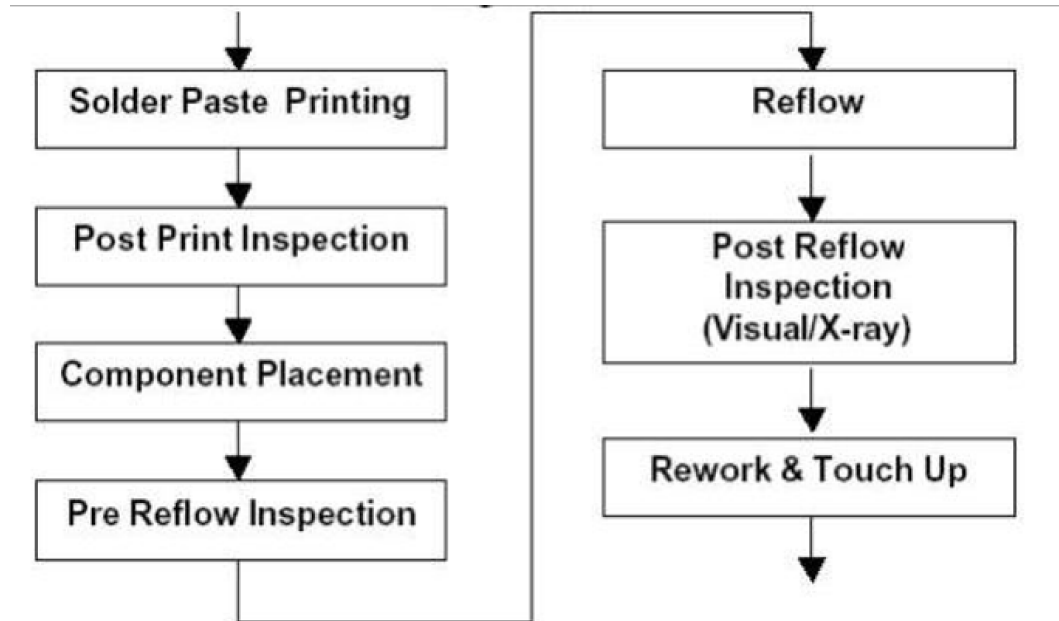 Solder Paste Printing
Post Print Inspection
Component Placement
Pre Reflow Inspection
Reflow
Post Reflow
Inspection
(Visual/X-ray)
Rework & Touch Up